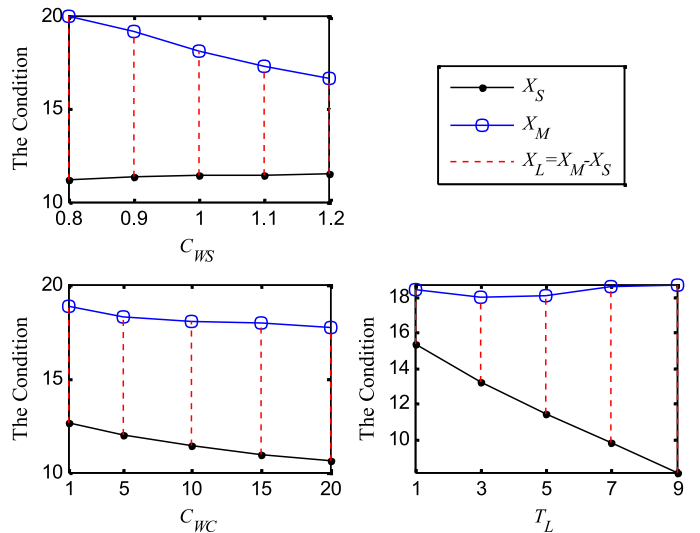 20
15
10
The Condition
0.8 0.9 1 1.1 1.2
C_WS
X_S
X_M
X_L=X_M-X_S
20
15
10
The Condition
1 5 10 15 20
C_WC
18
16
14
12
10
The Condition
1 3 5 7 9
T_L